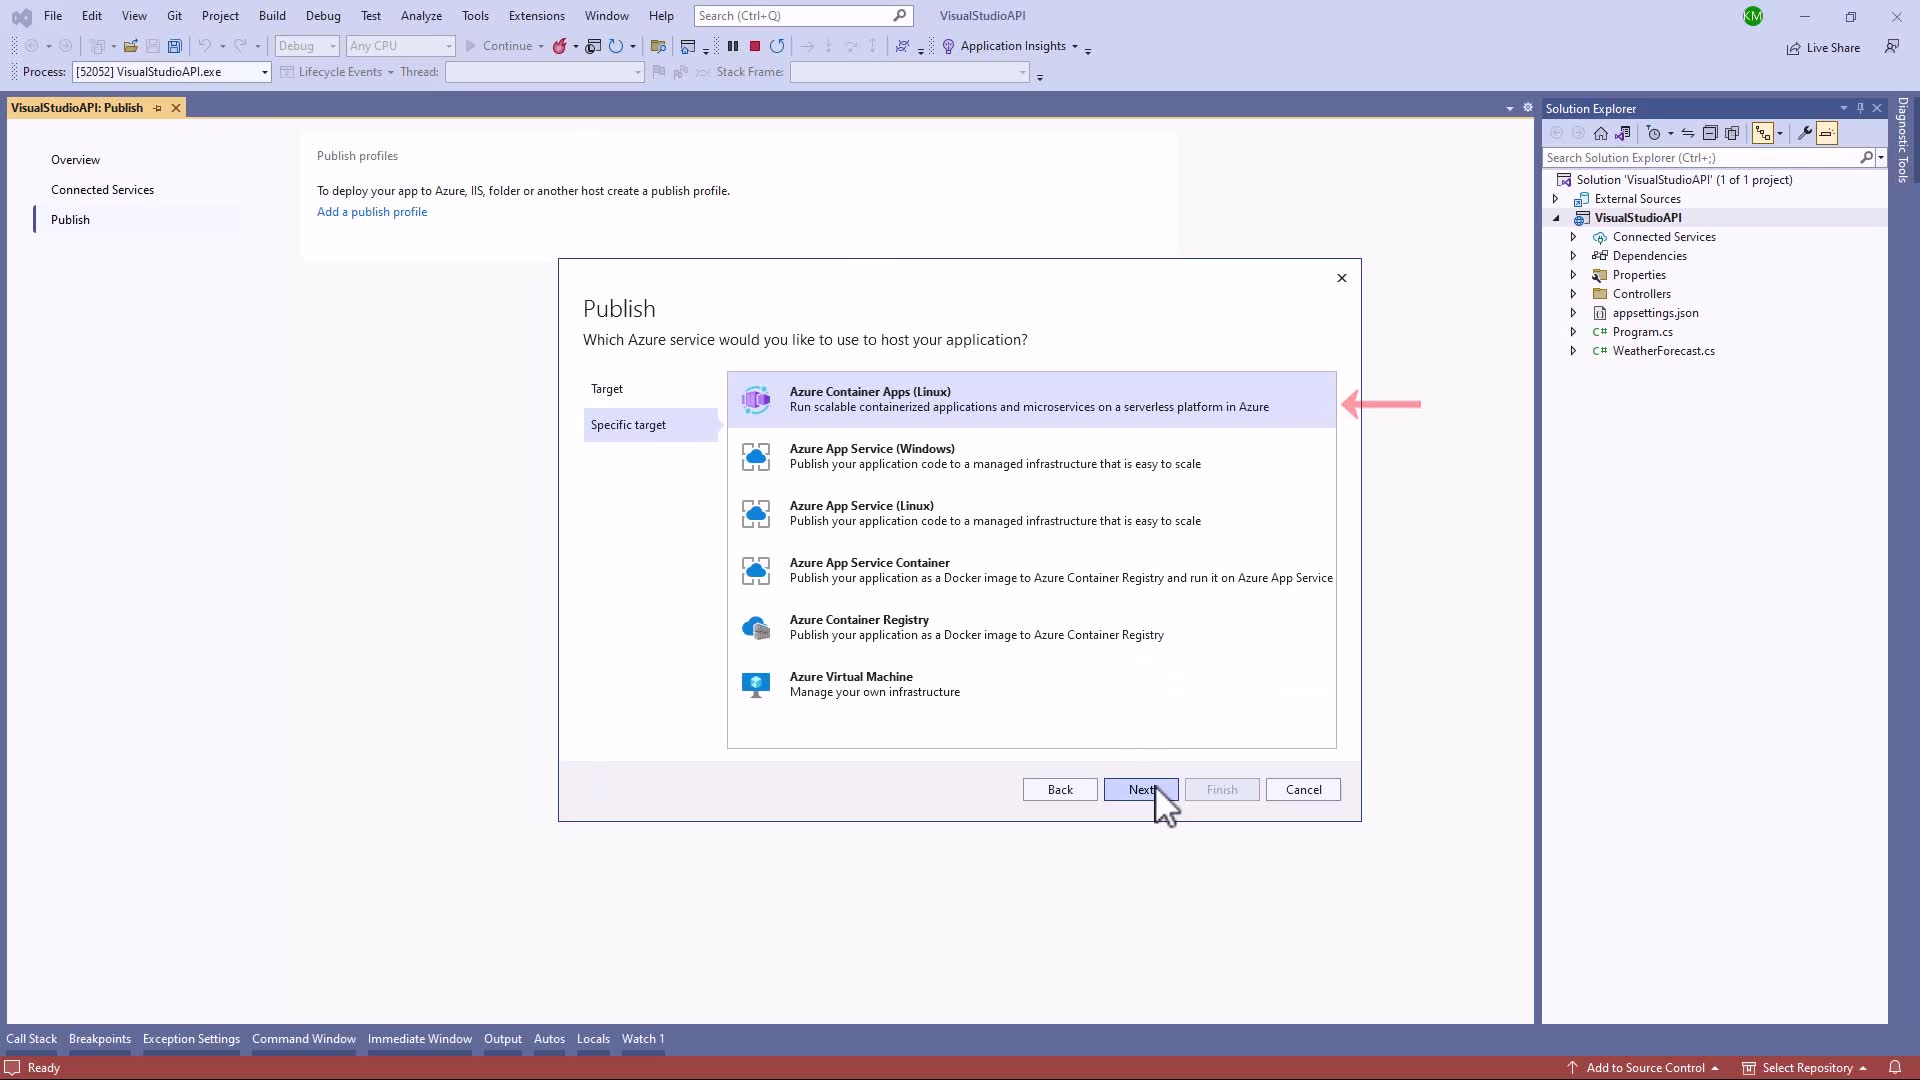 File Edit View Git Project Build Debug Test Analyze Tools Extensions Window Help Search (Ctrl+Q) VisualStudioAPI KM
Debug Any CPU Continue Application Insights Live Share
Process: [52052] VisualStudioAPI.exe Lifecycle Events Thread: Stack Frame:
VisualStudioAPI: Publish
Overview
Connected Services
Publish
Publish profiles
To deploy your app to Azure, IIS, folder or another host create a publish profile.
Add a publish profile
Publish
Which Azure service would you like to use to host your application?
Target
Specific target
Azure Container Apps (Linux)
Run scalable containerized applications and microservices on a serverless platform in Azure
Azure App Service (Windows)
Publish your application code to a managed infrastructure that is easy to scale
Azure App Service (Linux)
Publish your application code to a managed infrastructure that is easy to scale
Azure App Service Container
Publish your application as a Docker image to Azure Container Registry and run it on Azure App Service
Azure Container Registry
Publish your application as a Docker image to Azure Container Registry
Azure Virtual Machine
Manage your own infrastructure
Back Next Finish Cancel
Solution Explorer
Search Solution Explorer (Ctrl+;)
Solution 'VisualStudioAPI' (1 of 1 project)
External Sources
VisualStudioAPI
Connected Services
Dependencies
Properties
Controllers
appsettings.json
C# Program.cs
C# WeatherForecast.cs
Diagnostic Tools
Call Stack Breakpoints Exception Settings Command Window Immediate Window Output Autos Locals Watch 1
Ready Add to Source Control Select Repository